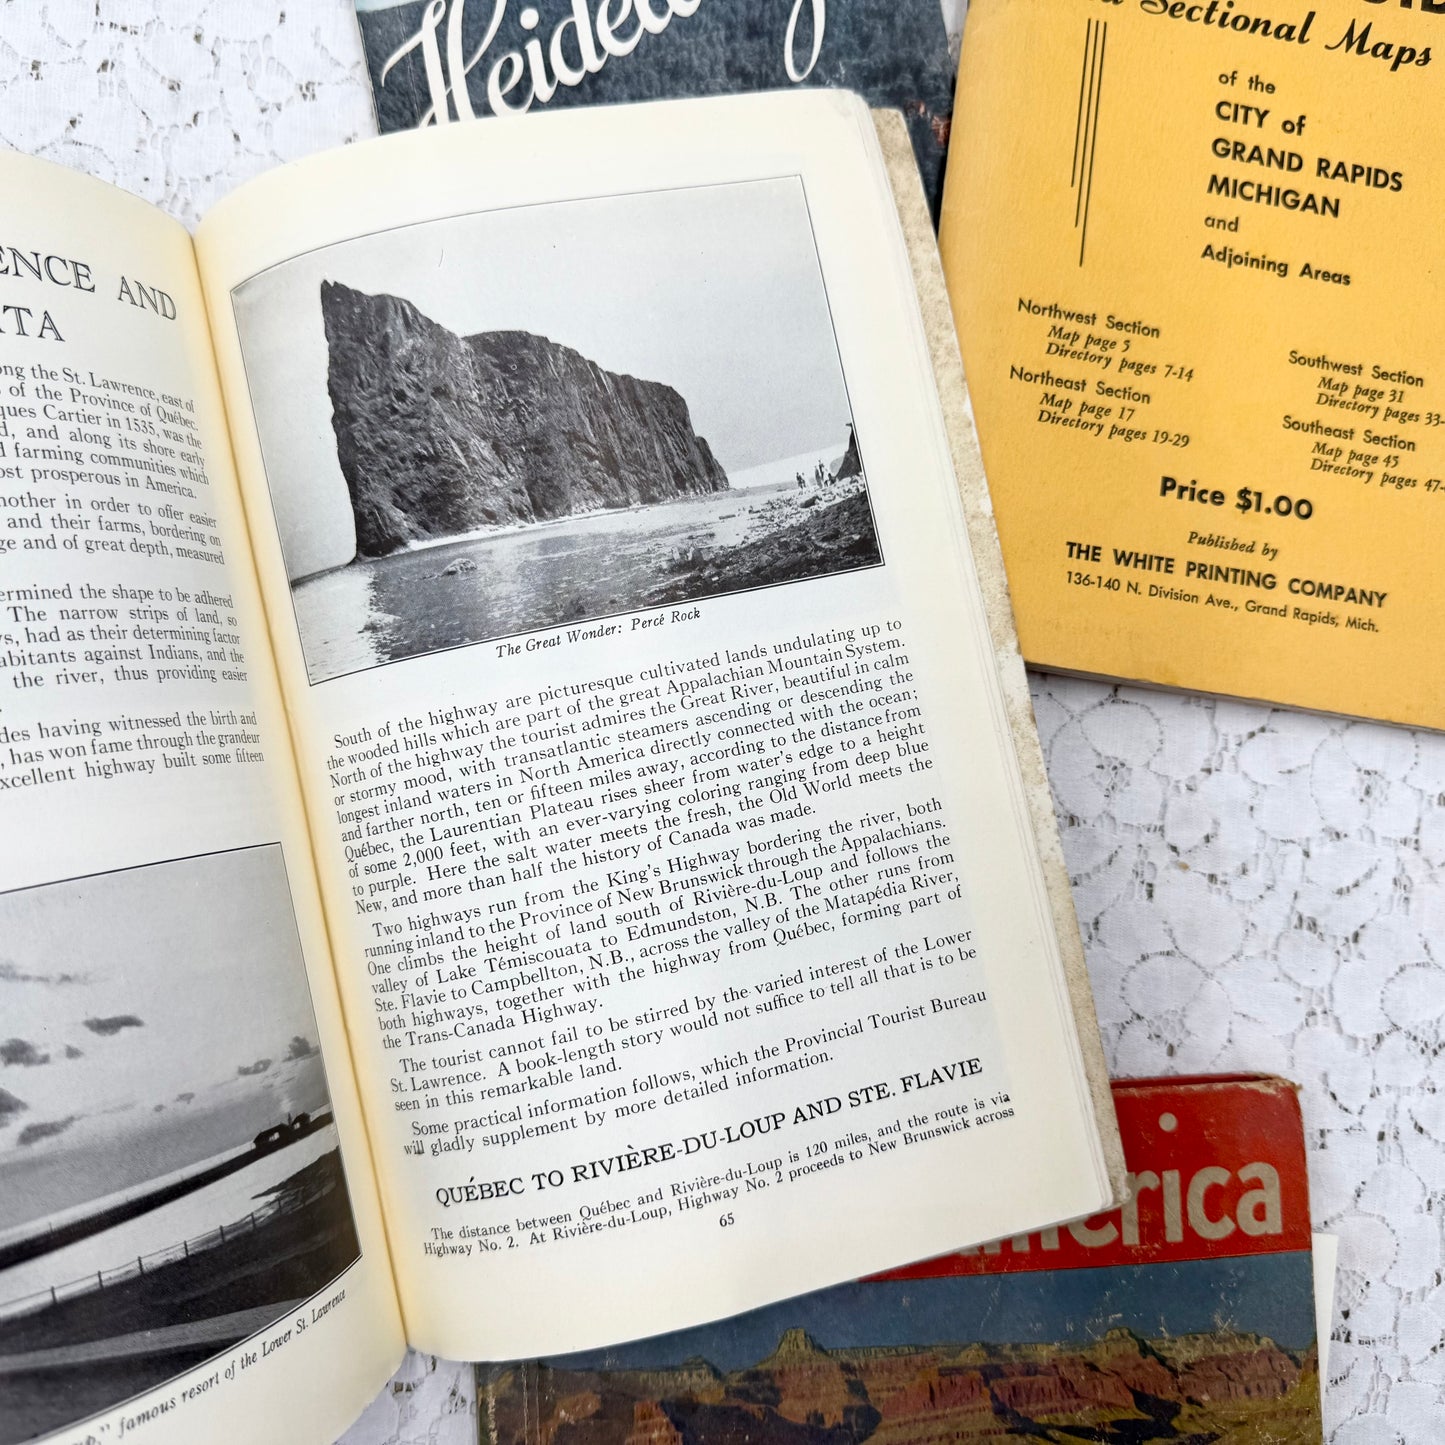 Heidel
Sectional Maps
of the
CITY of
GRAND RAPIDS
MICHIGAN
and
Adjoining Areas
Northwest Section
Map page 5
Directory pages 7-14
Northeast Section
Map page 17
Directory pages 19-29
Southwest Section
Map page 31
Directory pages 33-
Southeast Section
Map page 45
Directory pages 47-
Price $1.00
Published by
THE WHITE PRINTING COMPANY
136-140 N. Division Ave., Grand Rapids, Mich.
ENCE AND
ATA
ong the St. Lawrence, east of
of the Province of Québec.
ques Cartier in 1535, was the
d, and along its shore early
d farming communities which
ost prosperous in America.
nother in order to offer easier
and their farms, bordering on
ge and of great depth, measured
ermined the shape to be adhered
The narrow strips of land, so
ys, had as their determining factor
abitants against Indians, and the
the river, thus providing easier
des having witnessed the birth and
, has won fame through the grandeur
xcellent highway built some fifteen
," famous resort of the Lower St. Lawrence
The Great Wonder: Percé Rock
South of the highway are picturesque cultivated lands undulating up to
the wooded hills which are part of the great Appalachian Mountain System.
North of the highway the tourist admires the Great River, beautiful in calm
or stormy mood, with transatlantic steamers ascending or descending the
longest inland waters in North America directly connected with the ocean;
and farther north, ten or fifteen miles away, according to the distance from
Québec, the Laurentian Plateau rises sheer from water's edge to a height
of some 2,000 feet, with an ever-varying coloring ranging from deep blue
to purple. Here the salt water meets the fresh, the Old World meets the
New, and more than half the history of Canada was made.
Two highways run from the King's Highway bordering the river, both
running inland to the Province of New Brunswick through the Appalachians.
One climbs the height of land south of Rivière-du-Loup and follows the
valley of Lake Témiscouata to Edmundston, N.B. The other runs from
Ste. Flavie to Campbellton, N.B., across the valley of the Matapédia River,
both highways, together with the highway from Québec, forming part of
the Trans-Canada Highway.
The tourist cannot fail to be stirred by the varied interest of the Lower
St. Lawrence. A book-length story would not suffice to tell all that is to be
seen in this remarkable land.
Some practical information follows, which the Provincial Tourist Bureau
will gladly supplement by more detailed information.
QUÉBEC TO RIVIÈRE-DU-LOUP AND STE. FLAVIE
The distance between Québec and Rivière-du-Loup is 120 miles, and the route is via
Highway No. 2. At Rivière-du-Loup, Highway No. 2 proceeds to New Brunswick across
65
merica